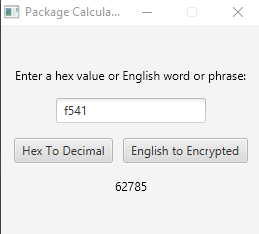 Package Calcula...
Enter a hex value or English word or phrase:
f541
Hex To Decimal
English to Encrypted
62785